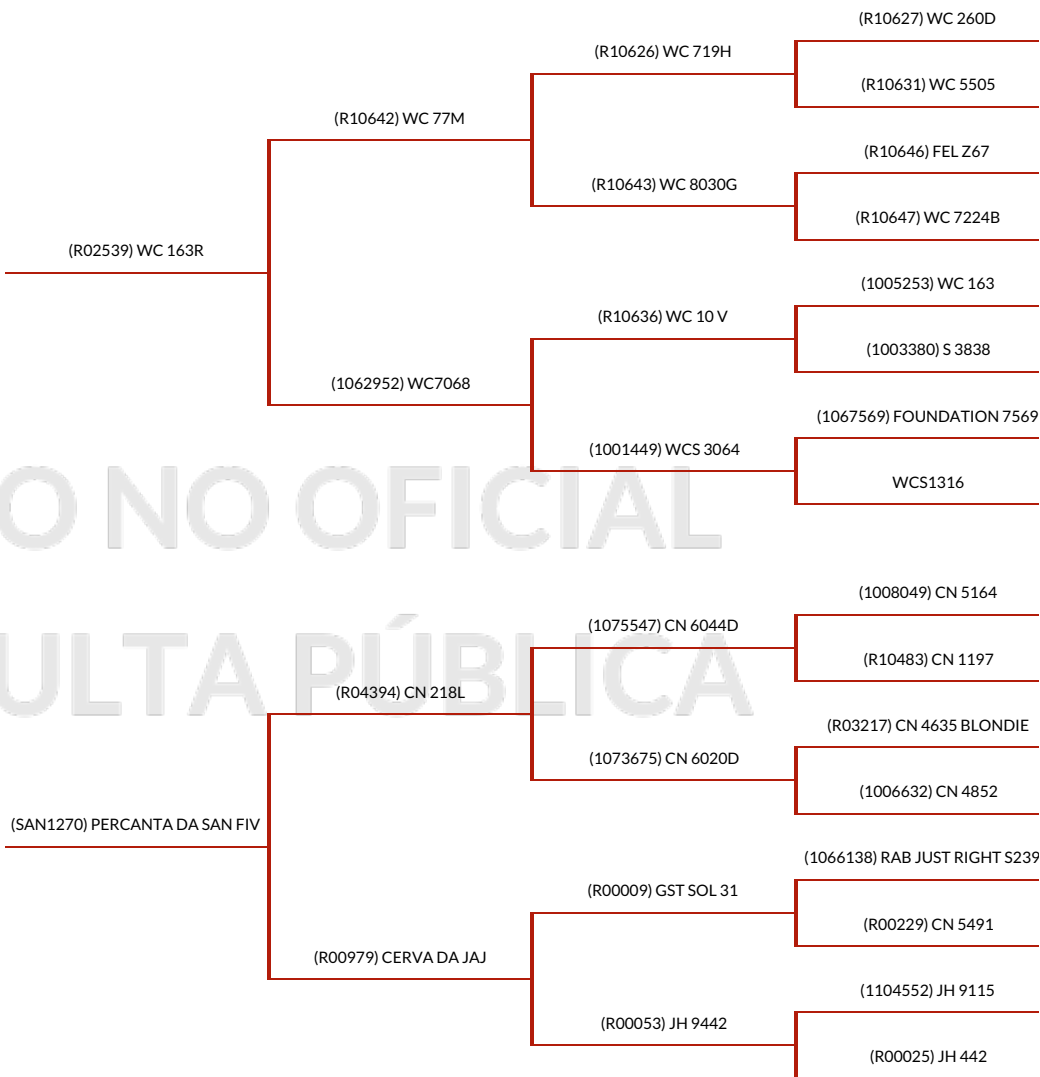 (R10627) WC 260D
(R10626) WC 719H
(R10631) WC 5505
(R10642) WC 77M
(R10646) FEL Z67
(R10643) WC 8030G
(R10647) WC 7224B
(R02539) WC 163R
(1005253) WC 163
(R10636) WC 10 V
(1003380) S 3838
(1062952) WC7068
(1067569) FOUNDATION 7569
(1001449) WCS 3064
WCS1316
O NO OFICIAL
(1008049) CN 5164
(1075547) CN 6044D
(R10483) CN 1197
ULTA PÚBLICA
(R04394) CN 218L
(R03217) CN 4635 BLONDIE
(1073675) CN 6020D
(1006632) CN 4852
(SAN1270) PERCANTA DA SAN FIV
(1066138) RAB JUST RIGHT S239
(R00009) GST SOL 31
(R00229) CN 5491
(R00979) CERVA DA JAJ
(1104552) JH 9115
(R00053) JH 9442
(R00025) JH 442